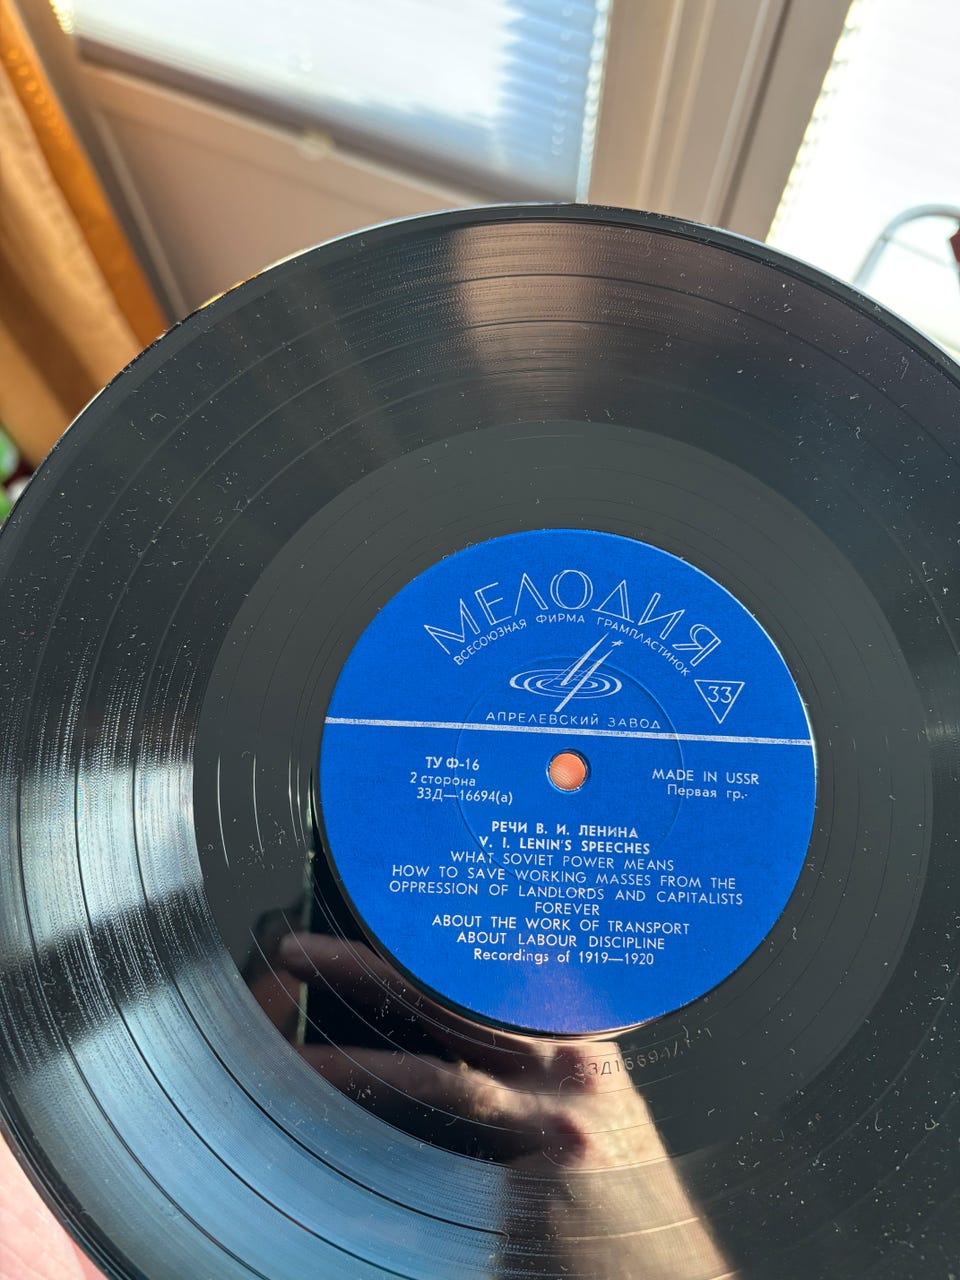 МЕЛОДИЯ
ВСЕСОЮЗНАЯ ФИРМА ГРАМПЛАСТИНОК
33
АПРЕЛЕВСКИЙ ЗАВОД
ТУ Ф-16
2 сторона
33Д—16694(а)
MADE IN USSR
Первая гр.
РЕЧИ В. И. ЛЕНИНА
V. I. LENIN'S SPEECHES
WHAT SOVIET POWER MEANS
HOW TO SAVE WORKING MASSES FROM THE
OPPRESSION OF LANDLORDS AND CAPITALISTS
FOREVER
ABOUT THE WORK OF TRANSPORT
ABOUT LABOUR DISCIPLINE
Recordings of 1919—1920